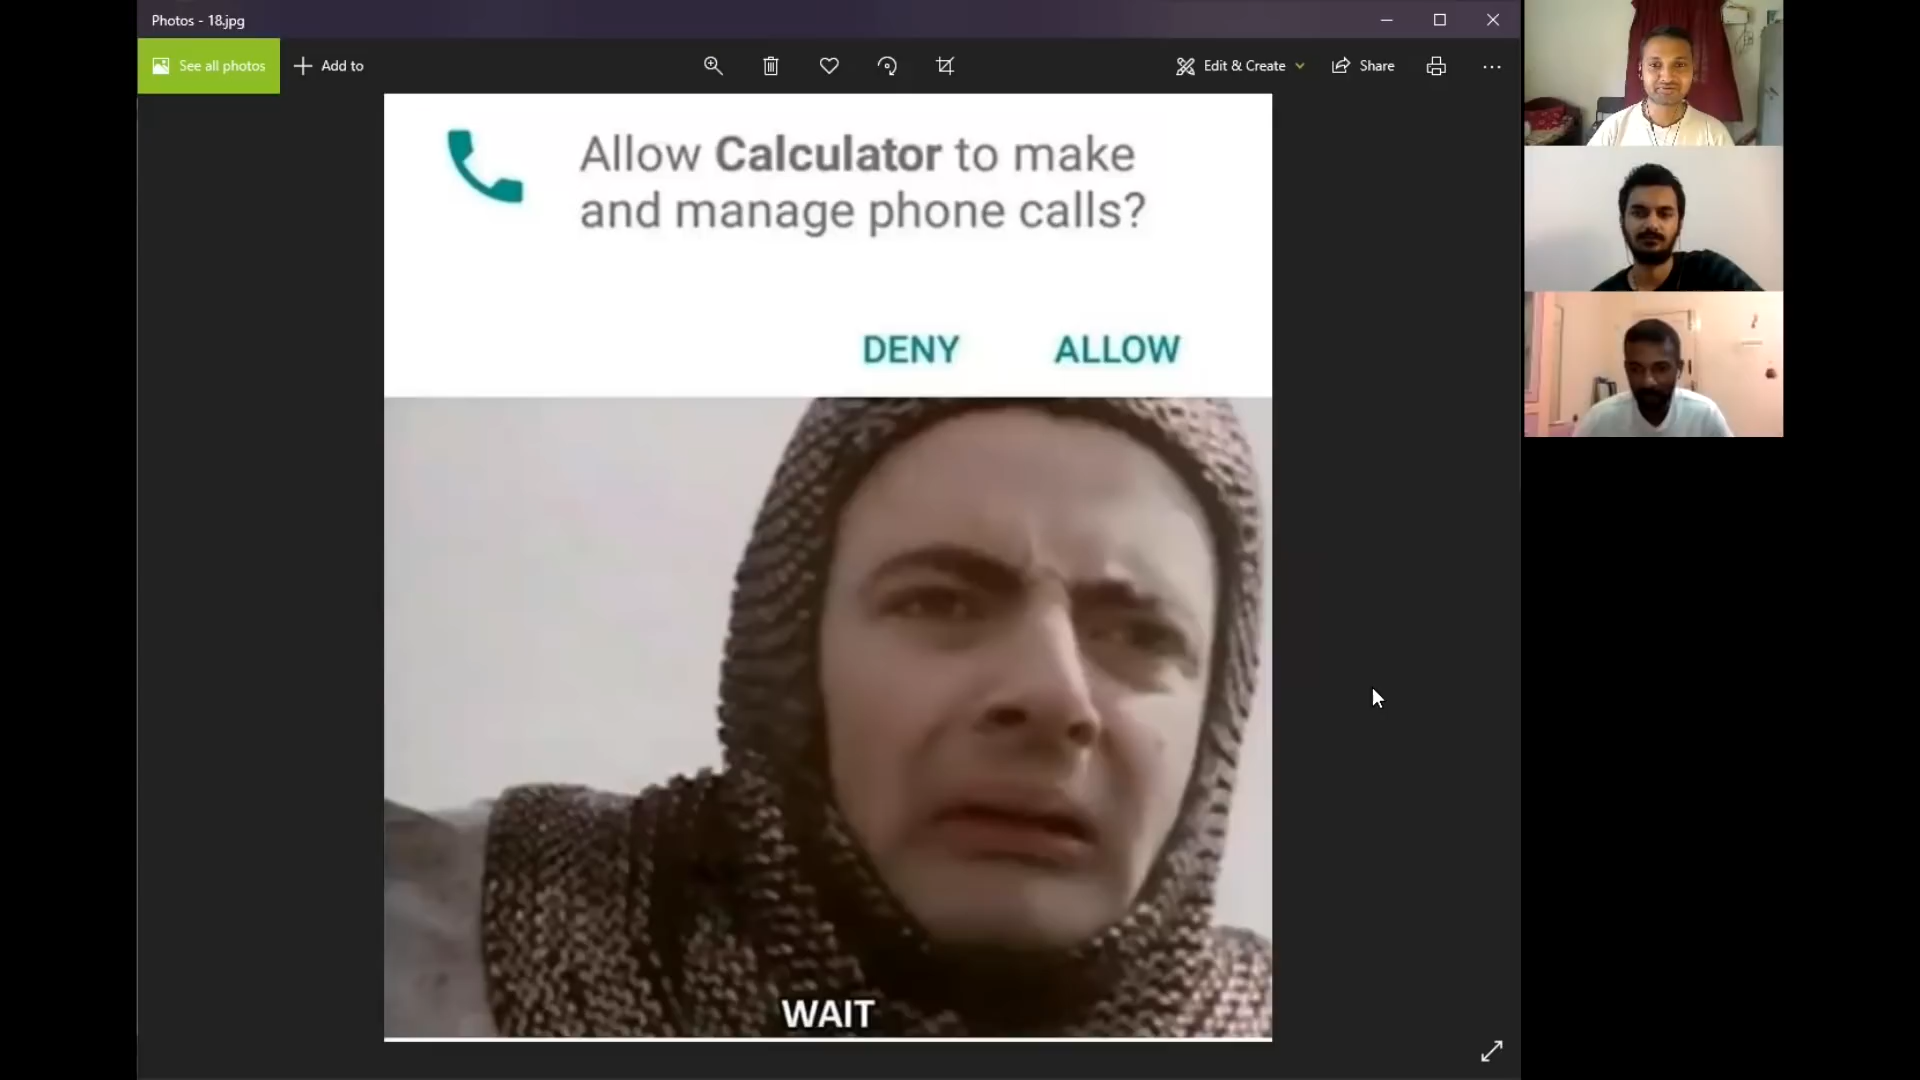 Photos - 18.jpg
See all photos
Add to
Edit & Create
Share
Allow Calculator to make
and manage phone calls?
DENY ALLOW
WAIT